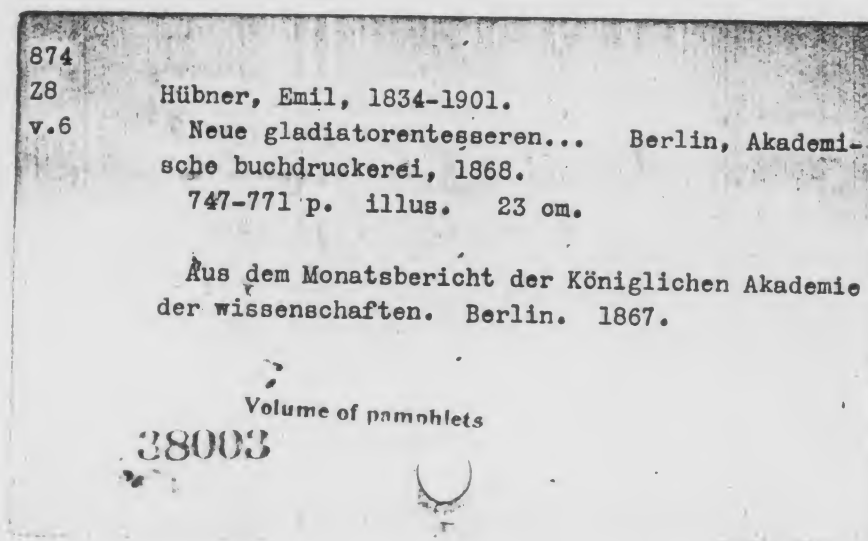 874
Z8 Hübner, Emil, 1834-1901.
v.6 Neue gladiatorentesseren... Berlin, Akademi-
sche buchdruckerei, 1868.
747-771 p. illus. 23 cm.
Aus dem Monatsbericht der Königlichen Akademie
der wissenschaften. Berlin. 1867.
Volume of pamphlets
38003